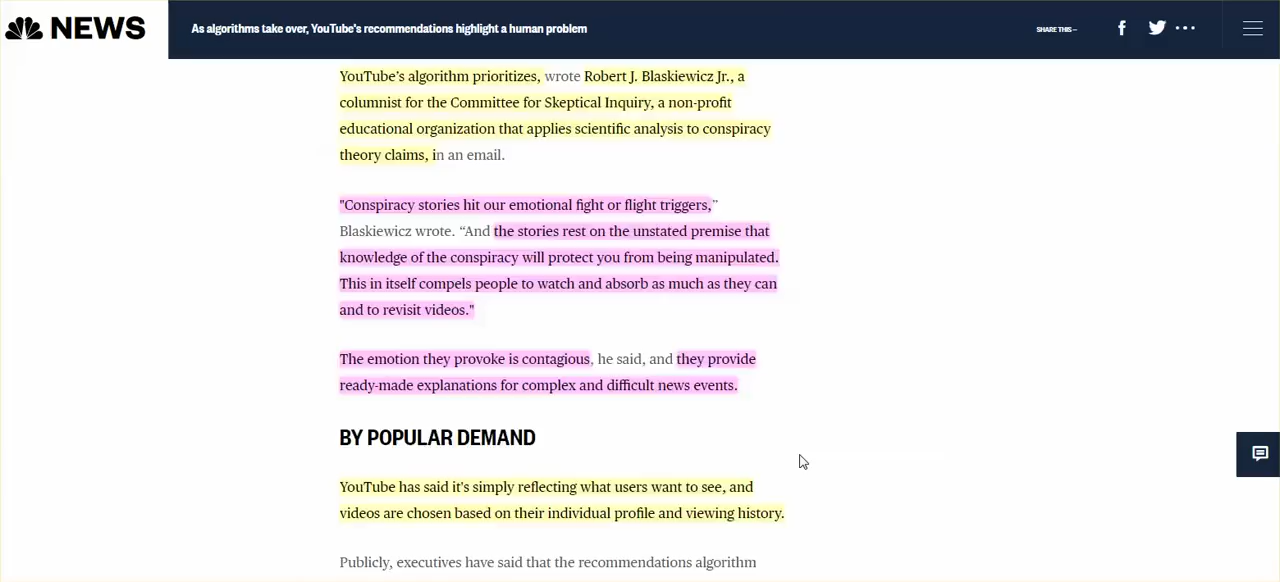 NEWS
As algorithms take over, YouTube's recommendations highlight a human problem
SHARE THIS —
YouTube's algorithm prioritizes, wrote Robert J. Blaskiewicz Jr., a
columnist for the Committee for Skeptical Inquiry, a non-profit
educational organization that applies scientific analysis to conspiracy
theory claims, in an email.
"Conspiracy stories hit our emotional fight or flight triggers,”
Blaskiewicz wrote. “And the stories rest on the unstated premise that
knowledge of the conspiracy will protect you from being manipulated.
This in itself compels people to watch and absorb as much as they can
and to revisit videos."
The emotion they provoke is contagious, he said, and they provide
ready-made explanations for complex and difficult news events.
BY POPULAR DEMAND
YouTube has said it's simply reflecting what users want to see, and
videos are chosen based on their individual profile and viewing history.
Publicly, executives have said that the recommendations algorithm